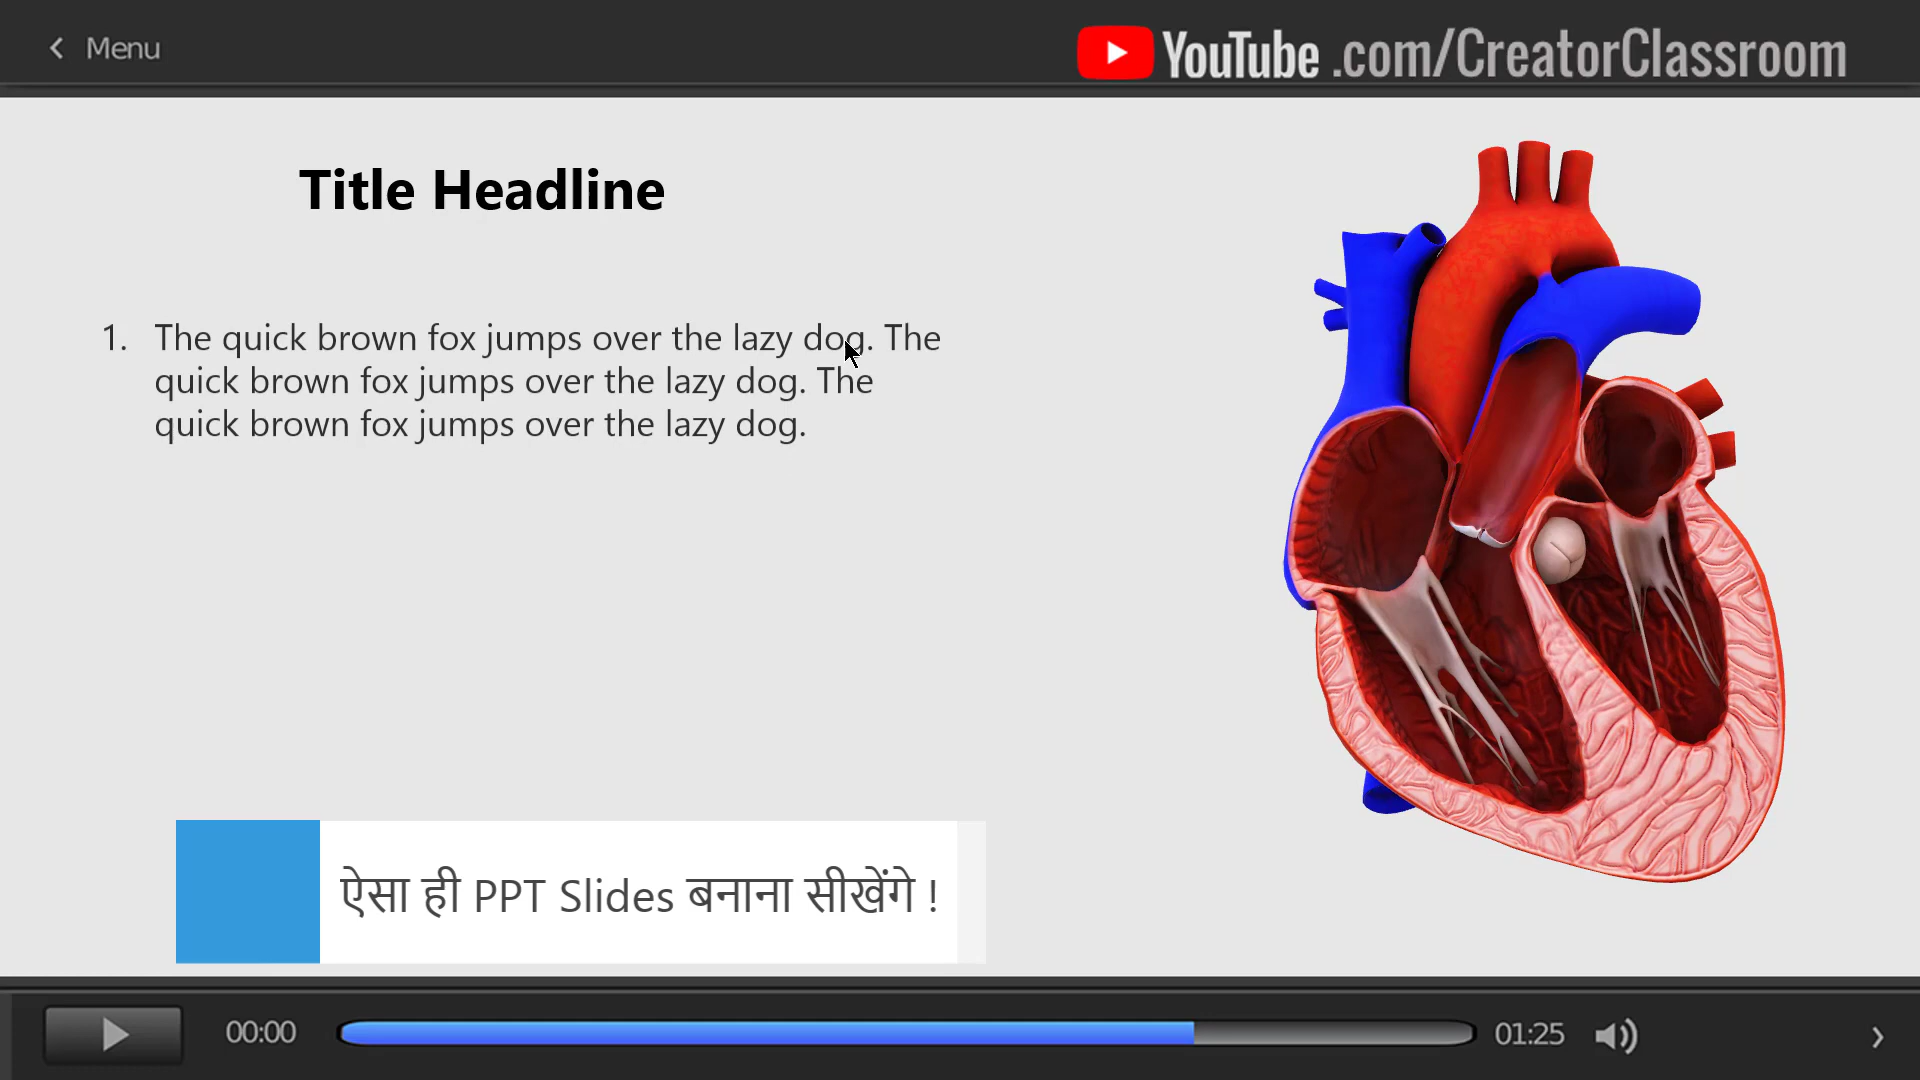 Menu
YouTube .com/CreatorClassroom
Title Headline
1. The quick brown fox jumps over the lazy dog. The
quick brown fox jumps over the lazy dog. The
quick brown fox jumps over the lazy dog.
ऐसा ही PPT Slides बनाना सीखेंगे !
00:00
01:25